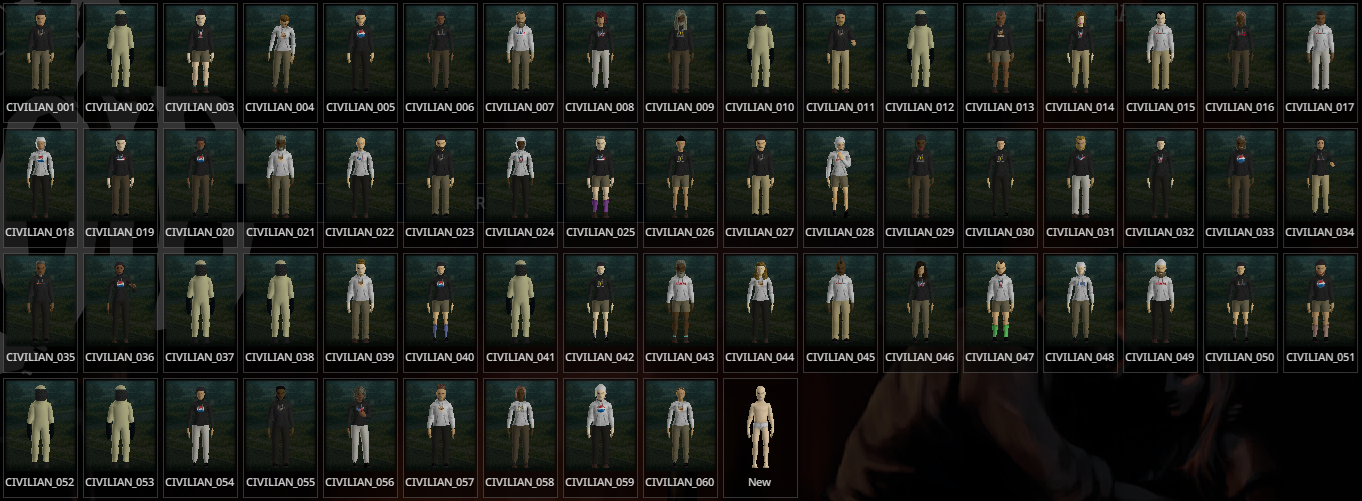 CIVILIAN_001 CIVILIAN_002 CIVILIAN_003 CIVILIAN_004 CIVILIAN_005 CIVILIAN_006 CIVILIAN_007 CIVILIAN_008 CIVILIAN_009 CIVILIAN_010 CIVILIAN_011 CIVILIAN_012 CIVILIAN_013 CIVILIAN_014 CIVILIAN_015 CIVILIAN_016 CIVILIAN_017
CIVILIAN_018 CIVILIAN_019 CIVILIAN_020 CIVILIAN_021 CIVILIAN_022 CIVILIAN_023 CIVILIAN_024 CIVILIAN_025 CIVILIAN_026 CIVILIAN_027 CIVILIAN_028 CIVILIAN_029 CIVILIAN_030 CIVILIAN_031 CIVILIAN_032 CIVILIAN_033 CIVILIAN_034
CIVILIAN_035 CIVILIAN_036 CIVILIAN_037 CIVILIAN_038 CIVILIAN_039 CIVILIAN_040 CIVILIAN_041 CIVILIAN_042 CIVILIAN_043 CIVILIAN_044 CIVILIAN_045 CIVILIAN_046 CIVILIAN_047 CIVILIAN_048 CIVILIAN_049 CIVILIAN_050 CIVILIAN_051
CIVILIAN_052 CIVILIAN_053 CIVILIAN_054 CIVILIAN_055 CIVILIAN_056 CIVILIAN_057 CIVILIAN_058 CIVILIAN_059 CIVILIAN_060 New